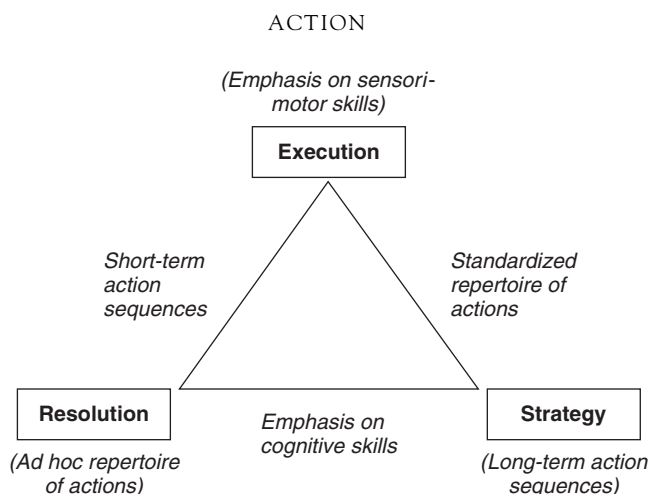 ACTION
(Emphasis on sensori-
motor skills)
Execution
Short-term
action
sequences
Standardized
repertoire of
actions
Resolution
Emphasis on
cognitive skills
Strategy
(Ad hoc repertoire
of actions)
(Long-term action
sequences)